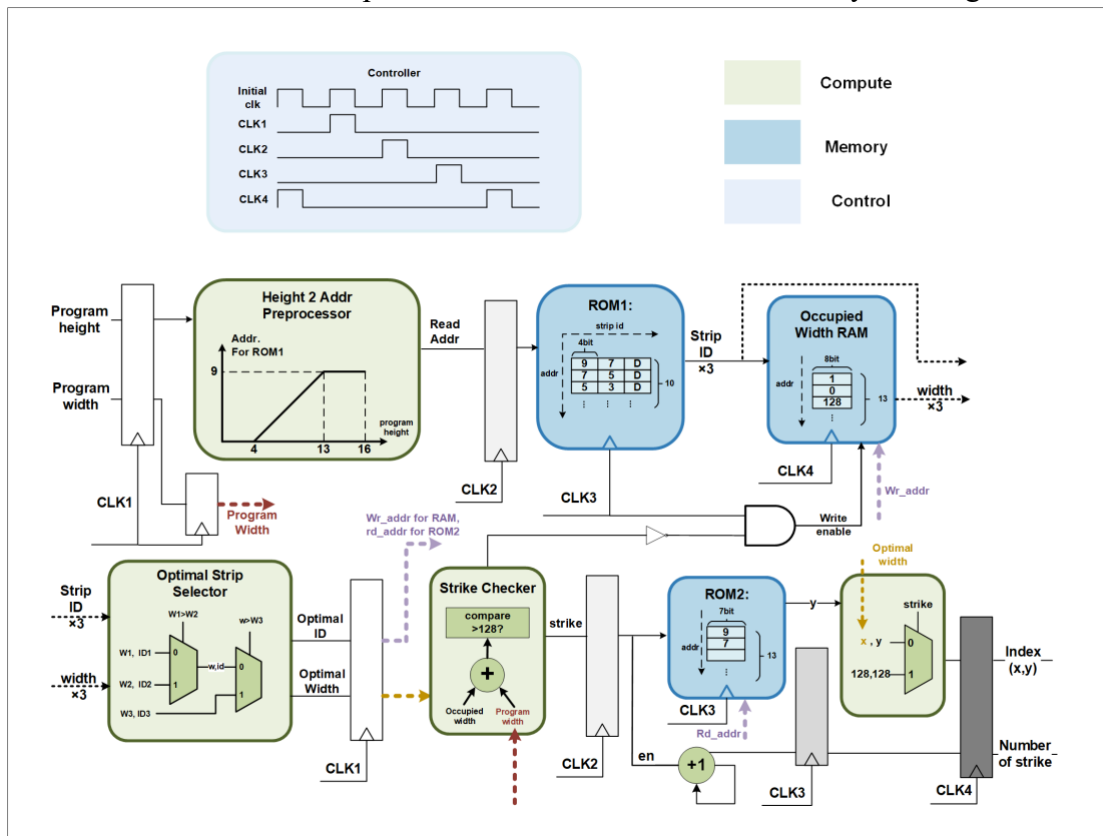 Controller
Initial
clk
CLK1
CLK2
CLK3
CLK4
Compute
Memory
Control
Program
height
Program
width
Height 2 Addr
Preprocessor
Addr.
For ROM1
9
4
13
16
program
height
Read
Addr
ROM1:
strip id
4bit
addr
9 7 D
7 5 D
5 3 D
10
Strip
ID
×3
Occupied
Width RAM
8bit
addr
1
0
128
13
width
×3
CLK1
Program
Width
CLK2
CLK3
CLK4
Wr_addr
Write
enable
Wr_addr for RAM,
rd_addr for ROM2
Strip
ID
×3
width
×3
Optimal Strip
Selector
W1>W2
w>W3
W1, ID1
0
w,id
0
W2, ID2
1
1
W3, ID3
Optimal
ID
Optimal
Width
CLK1
Strike Checker
compare
>128?
+
Occupied
width
Program
width
strike
CLK2
ROM2:
7bit
addr
9
7
13
CLK3
Rd_addr
y
en
+1
CLK3
Optimal
width
strike
x , y
0
128,128
1
Index
(x,y)
Number
of strike
CLK4